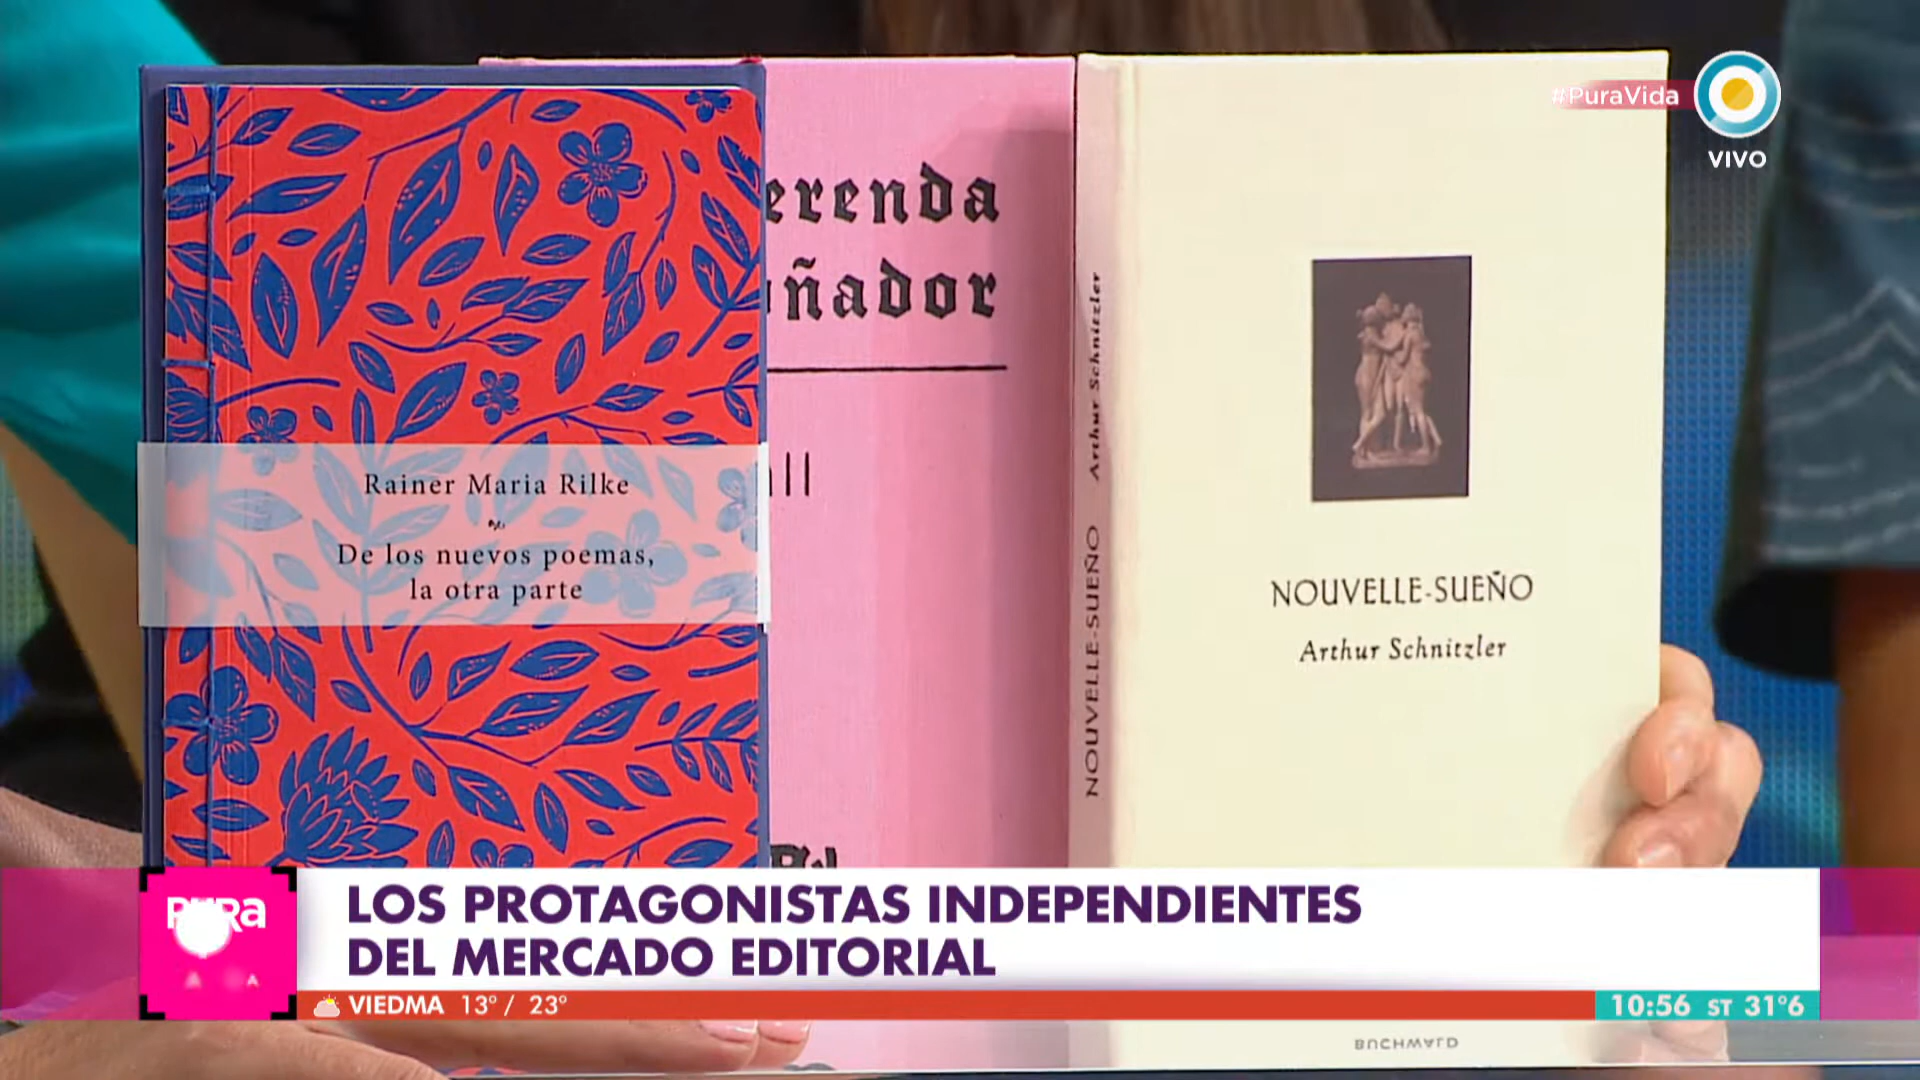 #PuraVida
VIVO
Rainer Maria Rilke
De los nuevos poemas,
la otra parte
erenda
ñador
ll
Arthur Schnitzler
NOUVELLE-SUEÑO
NOUVELLE-SUEÑO
Arthur Schnitzler
BUCHWALD
LOS PROTAGONISTAS INDEPENDIENTES
DEL MERCADO EDITORIAL
VIEDMA 13° / 23°
10:56 ST 31°6